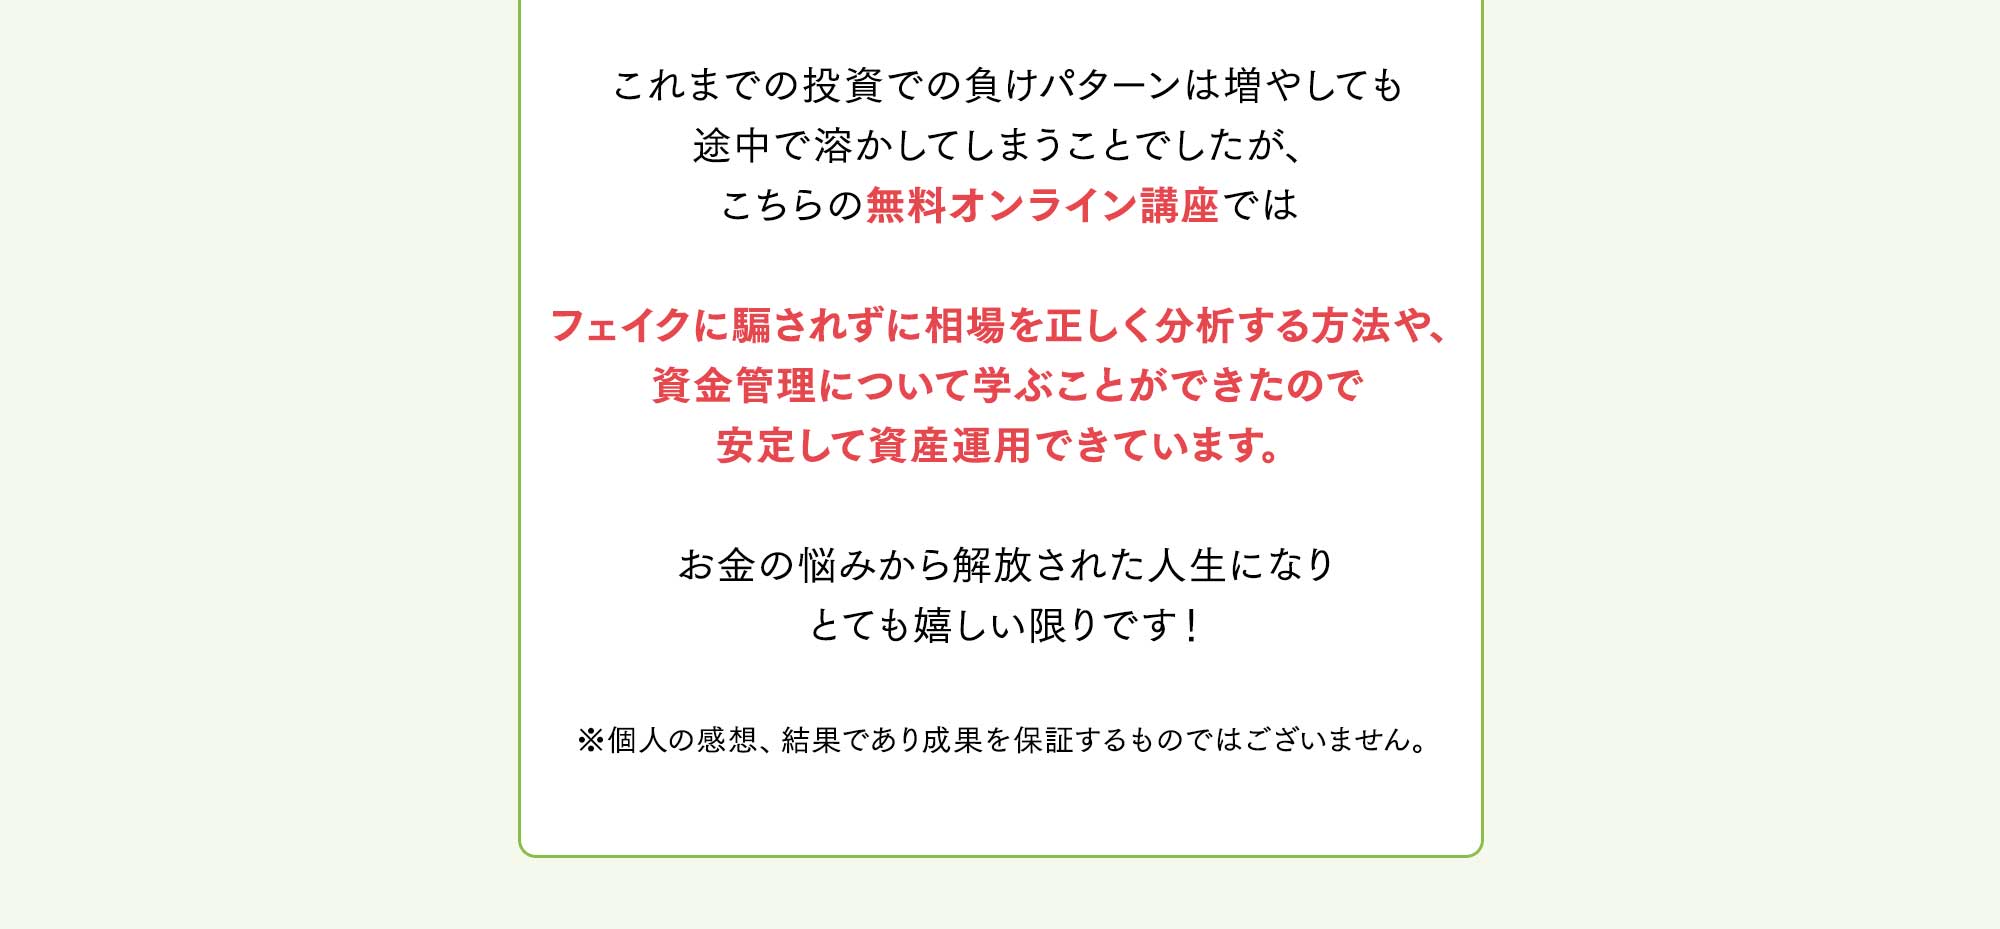 これまでの投資での負けパターンは増やしても
途中で溶かしてしまうことでしたが、
こちらの無料オンライン講座では
フェイクに騙されずに相場を正しく分析する方法や、
資金管理について学ぶことができたので
安定して資産運用できています。
お金の悩みから解放された人生になり
とても嬉しい限りです！
※個人の感想、結果であり成果を保証するものではございません。